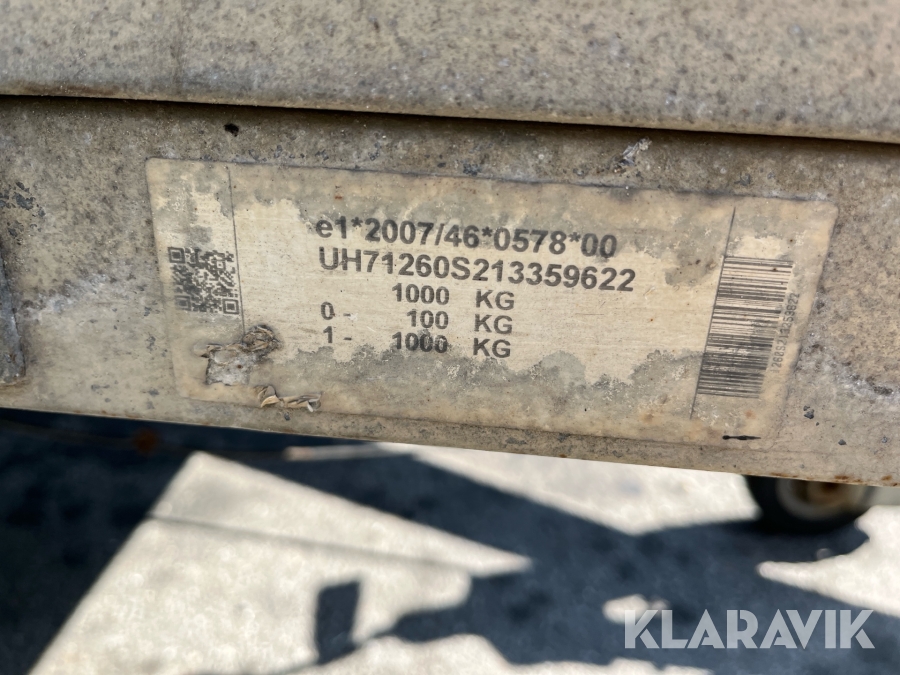 e1*2007/46*0578*00
UH71260S213359622
1000 KG
0 - 100 KG
1 - 1000 KG
KLARAVIK